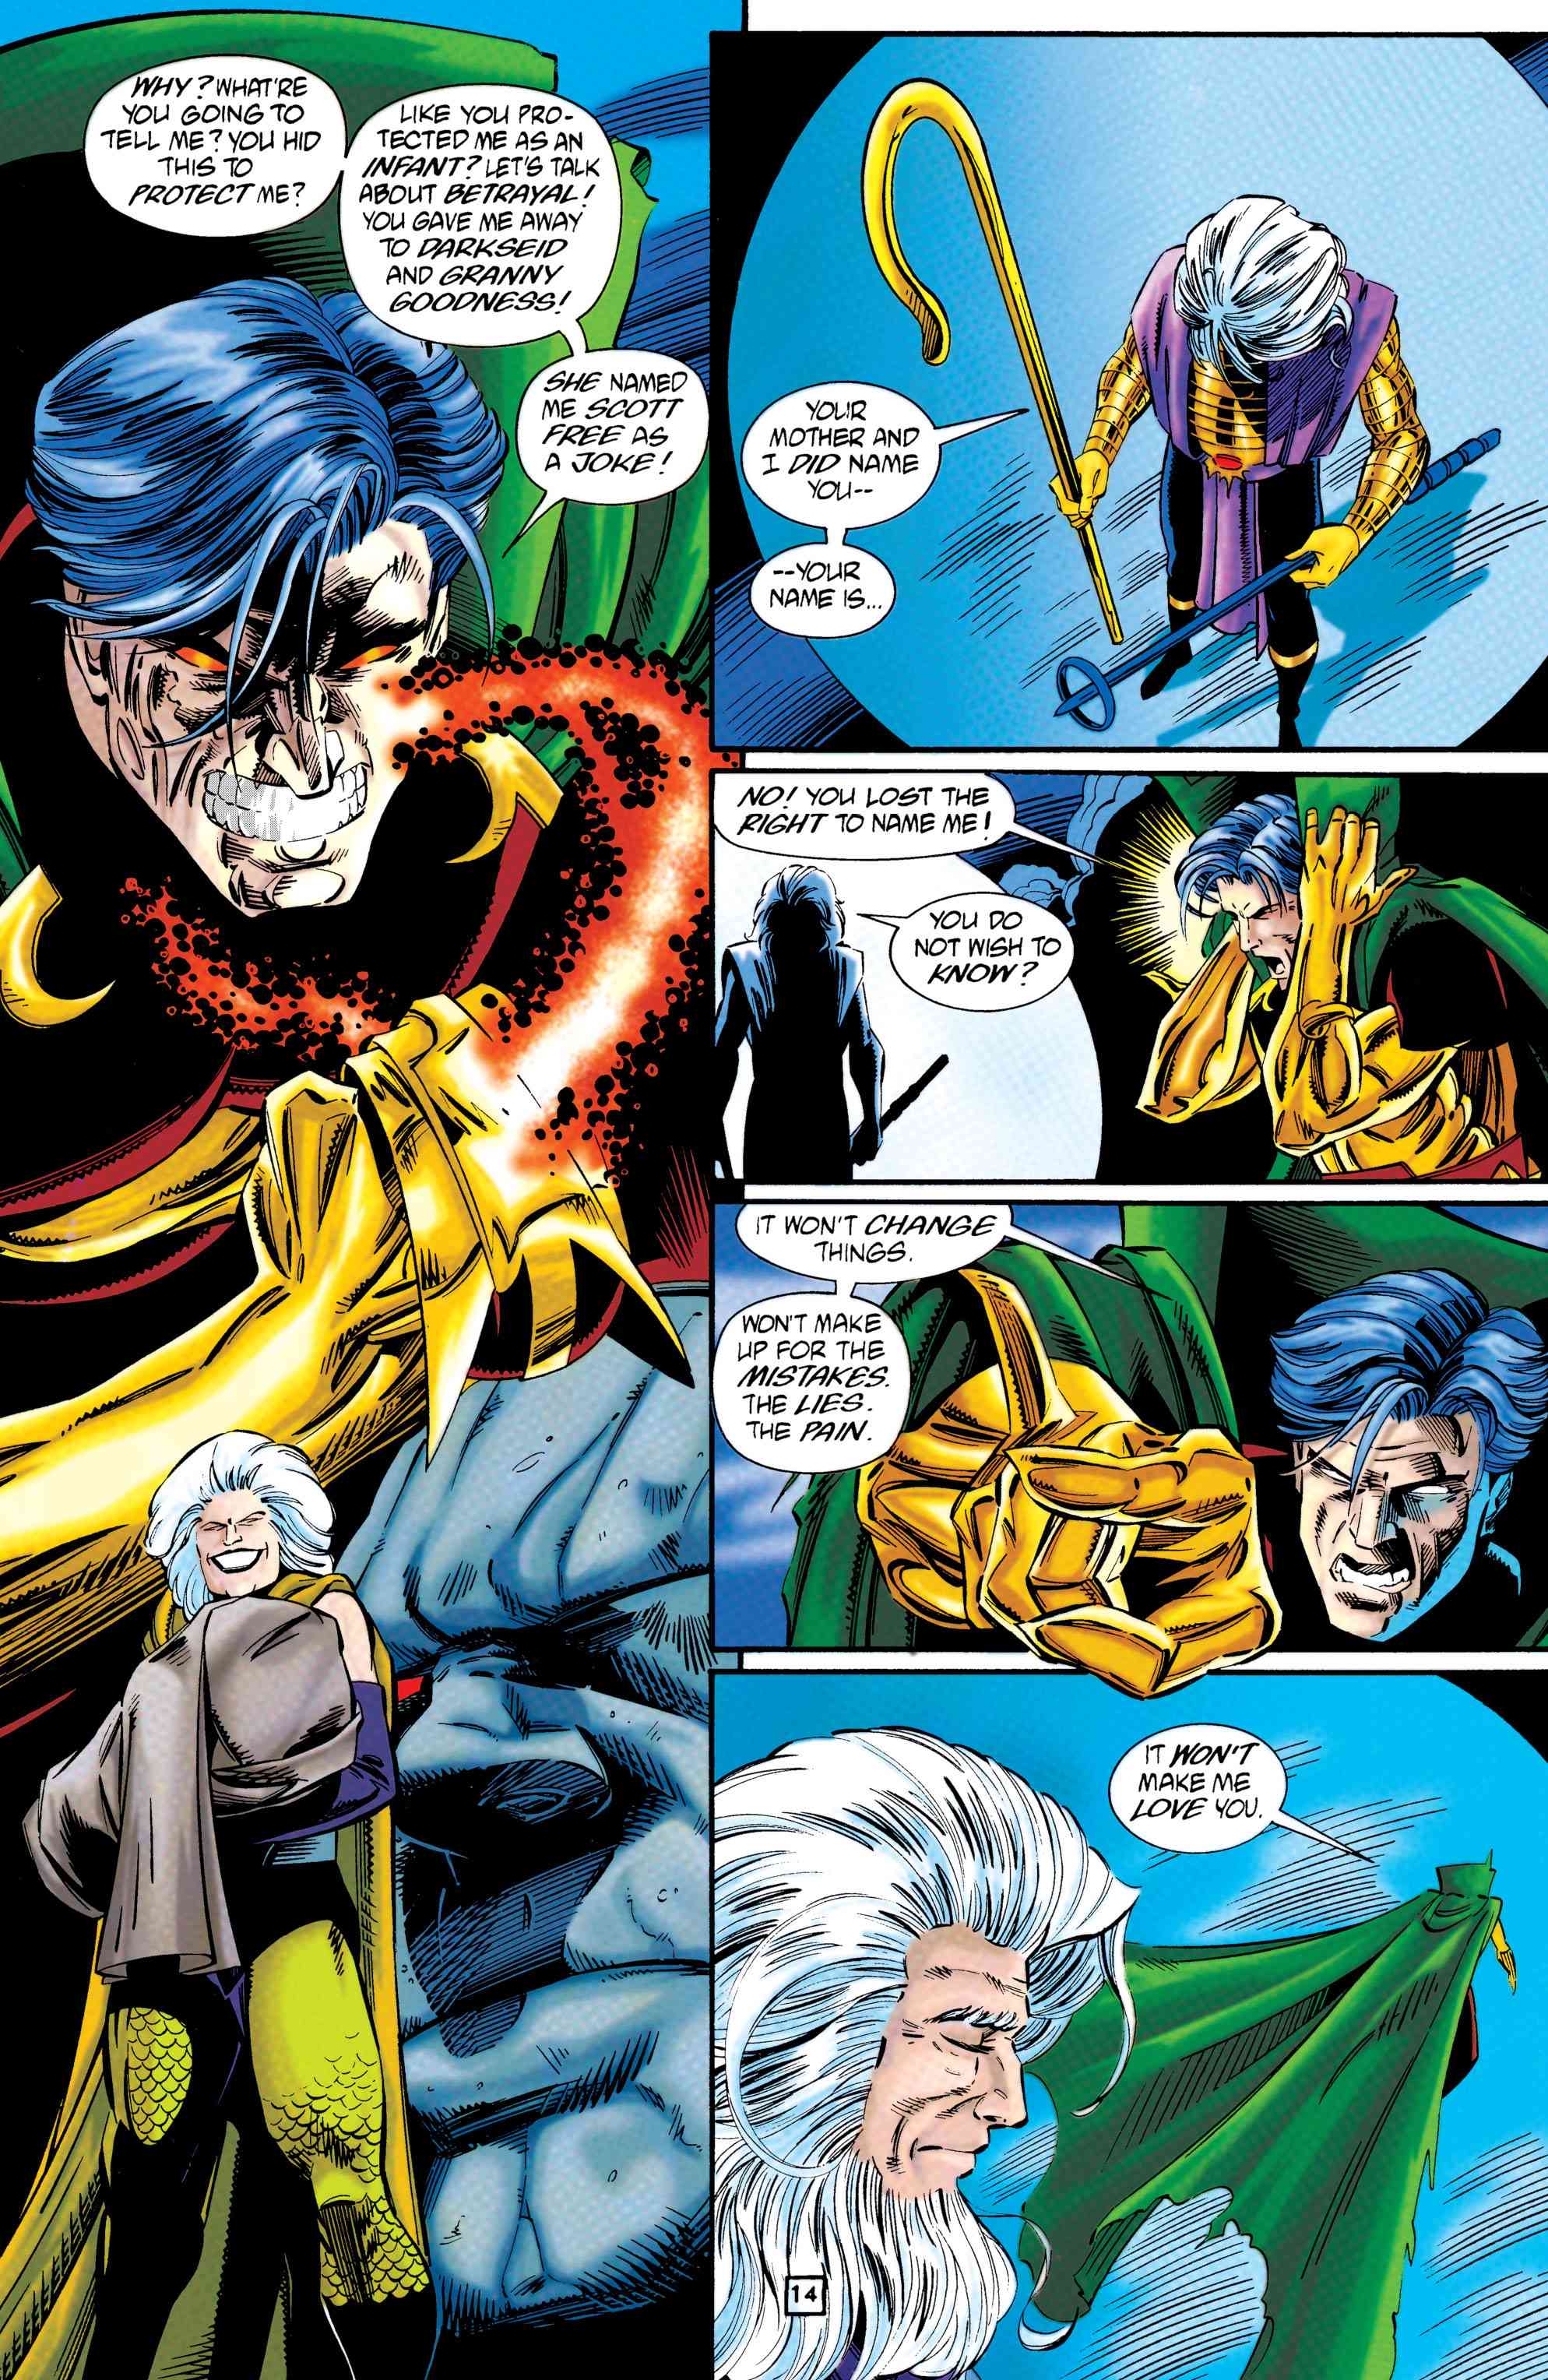 WHY? WHAT'RE
YOU GOING TO
TELL ME? YOU HID
THIS TO
PROTECT ME?
LIKE YOU PRO-
TECTED ME AS AN
INFANT? LET'S TALK
ABOUT BETRAYAL!
YOU GAVE ME AWAY
TO DARKSEID
AND GRANNY
GOODNESS!
SHE NAMED
ME SCOTT
FREE AS
A JOKE!
YOUR
MOTHER AND
I DID NAME
YOU--
--YOUR
NAME IS...
NO! YOU LOST THE
RIGHT TO NAME ME!
YOU DO
NOT WISH TO
KNOW?
IT WON'T CHANGE
THINGS.
WON'T MAKE
UP FOR THE
MISTAKES.
THE LIES.
THE PAIN.
IT WON'T
MAKE ME
LOVE YOU.
14